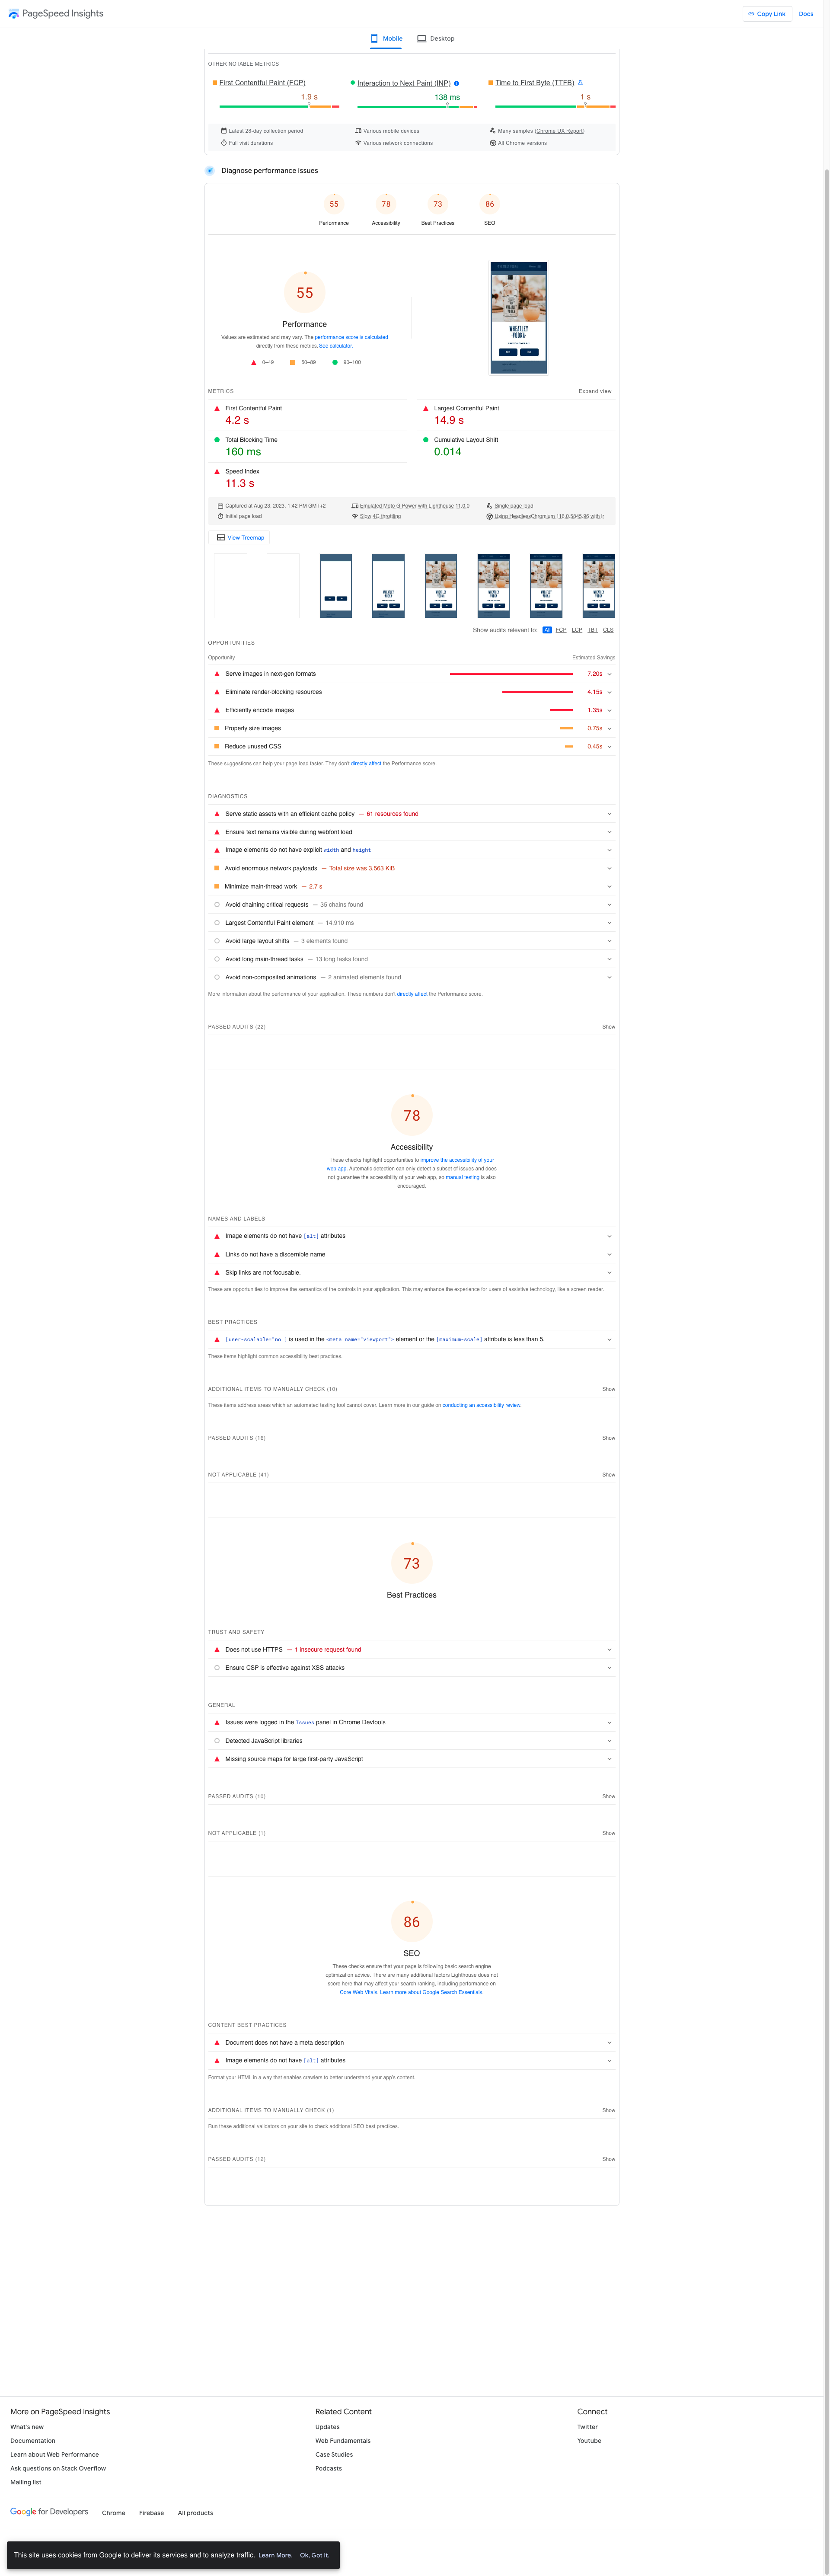 PageSpeed Insights
Copy Link
Docs
Mobile
Desktop
OTHER NOTABLE METRICS
First Contentful Paint (FCP)
1.9 s
Interaction to Next Paint (INP)
138 ms
Time to First Byte (TTFB)
1 s
Latest 28-day collection period
Various mobile devices
Many samples (Chrome UX Report)
Full visit durations
Various network connections
All Chrome versions
Diagnose performance issues
55
78
73
86
Performance
Accessibility
Best Practices
SEO
55
Performance
Values are estimated and may vary. The performance score is calculated
directly from these metrics. See calculator.
0–49
50–89
90–100
WHEATLEY
VODKA
Yes
No
METRICS
Expand view
First Contentful Paint
4.2 s
Largest Contentful Paint
14.9 s
Total Blocking Time
160 ms
Cumulative Layout Shift
0.014
Speed Index
11.3 s
Captured at Aug 23, 2023, 1:42 PM GMT+2
Emulated Moto G Power with Lighthouse 11.0.0
Single page load
Initial page load
Slow 4G throttling
Using HeadlessChromium 116.0.5845.96 with lr
View Treemap
Show audits relevant to: All FCP LCP TBT CLS
OPPORTUNITIES
Opportunity
Estimated Savings
Serve images in next-gen formats
7.20s
Eliminate render-blocking resources
4.15s
Efficiently encode images
1.35s
Properly size images
0.75s
Reduce unused CSS
0.45s
These suggestions can help your page load faster. They don't directly affect the Performance score.
DIAGNOSTICS
Serve static assets with an efficient cache policy — 61 resources found
Ensure text remains visible during webfont load
Image elements do not have explicit width and height
Avoid enormous network payloads — Total size was 3,563 KiB
Minimize main-thread work — 2.7 s
Avoid chaining critical requests — 35 chains found
Largest Contentful Paint element — 14,910 ms
Avoid large layout shifts — 3 elements found
Avoid long main-thread tasks — 13 long tasks found
Avoid non-composited animations — 2 animated elements found
More information about the performance of your application. These numbers don't directly affect the Performance score.
PASSED AUDITS (22)
Show
78
Accessibility
These checks highlight opportunities to improve the accessibility of your
web app. Automatic detection can only detect a subset of issues and does
not guarantee the accessibility of your web app, so manual testing is also
encouraged.
NAMES AND LABELS
Image elements do not have [alt] attributes
Links do not have a discernible name
Skip links are not focusable.
These are opportunities to improve the semantics of the controls in your application. This may enhance the experience for users of assistive technology, like a screen reader.
BEST PRACTICES
[user-scalable="no"] is used in the <meta name="viewport"> element or the [maximum-scale] attribute is less than 5.
These items highlight common accessibility best practices.
ADDITIONAL ITEMS TO MANUALLY CHECK (10)
Show
These items address areas which an automated testing tool cannot cover. Learn more in our guide on conducting an accessibility review.
PASSED AUDITS (16)
Show
NOT APPLICABLE (41)
Show
73
Best Practices
TRUST AND SAFETY
Does not use HTTPS — 1 insecure request found
Ensure CSP is effective against XSS attacks
GENERAL
Issues were logged in the Issues panel in Chrome Devtools
Detected JavaScript libraries
Missing source maps for large first-party JavaScript
PASSED AUDITS (10)
Show
NOT APPLICABLE (1)
Show
86
SEO
These checks ensure that your page is following basic search engine
optimization advice. There are many additional factors Lighthouse does not
score here that may affect your search ranking, including performance on
Core Web Vitals. Learn more about Google Search Essentials.
CONTENT BEST PRACTICES
Document does not have a meta description
Image elements do not have [alt] attributes
Format your HTML in a way that enables crawlers to better understand your app's content.
ADDITIONAL ITEMS TO MANUALLY CHECK (1)
Show
Run these additional validators on your site to check additional SEO best practices.
PASSED AUDITS (12)
Show
More on PageSpeed Insights
What's new
Documentation
Learn about Web Performance
Ask questions on Stack Overflow
Mailing list
Related Content
Updates
Web Fundamentals
Case Studies
Podcasts
Connect
Twitter
Youtube
Google for Developers
Chrome
Firebase
All products
This site uses cookies from Google to deliver its services and to analyze traffic. Learn More. Ok, Got it.